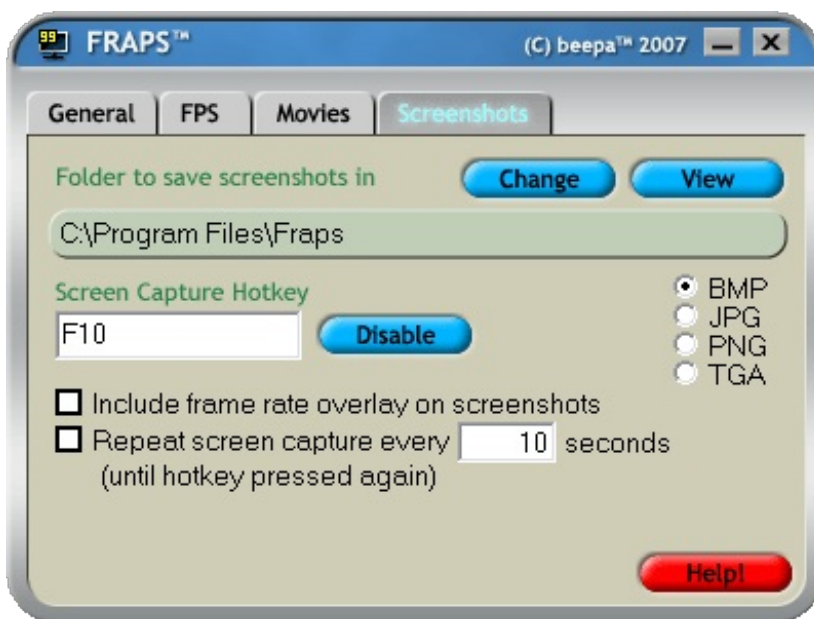 99
FRAPS™
(C) beepa™ 2007
General FPS Movies Screenshots
Folder to save screenshots in Change View
C:\Program Files\Fraps
Screen Capture Hotkey
F10 Disable
BMP
JPG
PNG
TGA
Include frame rate overlay on screenshots
Repeat screen capture every 10 seconds
(until hotkey pressed again)
Help!